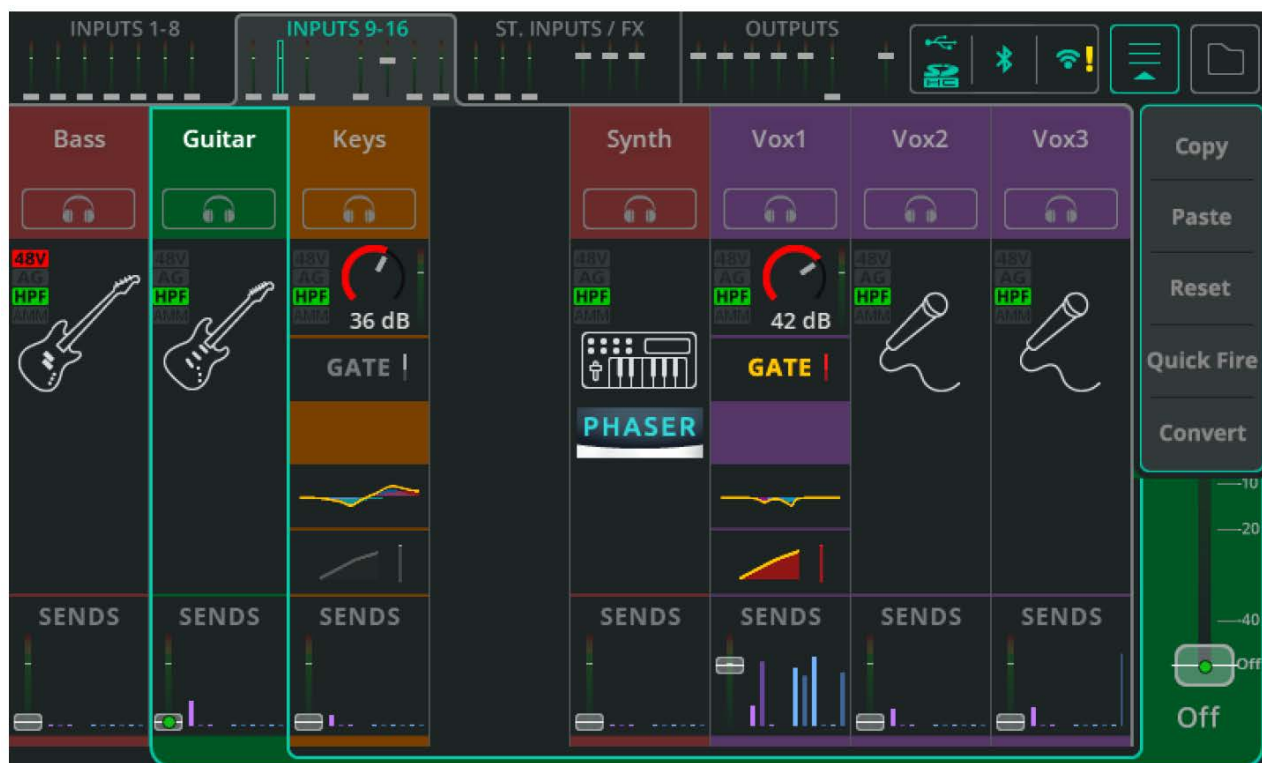 INPUTS 1-8 INPUTS 9-16 ST. INPUTS / FX OUTPUTS
SD
HC
!
Bass Guitar Keys Synth Vox1 Vox2 Vox3
Copy
Paste
Reset
Quick Fire
Convert
48V 48V 48V 48V 48V 48V 48V
AG AG AG AG AG AG AG
HPF HPF HPF HPF HPF HPF HPF
AMM AMM AMM AMM AMM AMM AMM
36 dB 42 dB
GATE GATE
PHASER
-10
-20
SENDS SENDS SENDS SENDS SENDS SENDS SENDS
-40
Off
Off